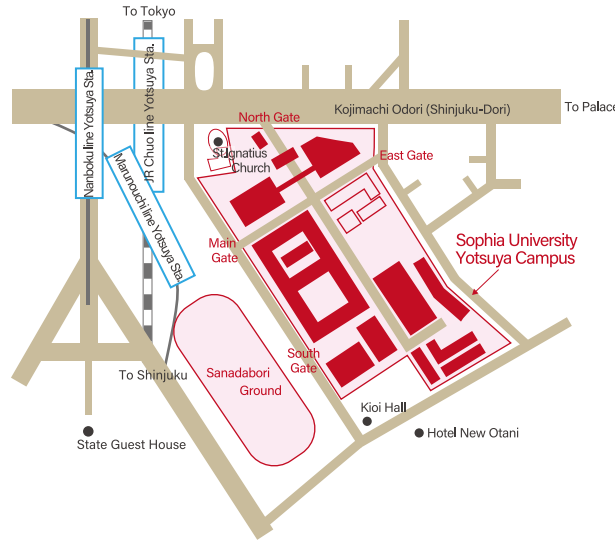 To Tokyo
Nanboku line Yotsuya Sta.
JR Chuo line Yotsuya Sta.
Marunouchi line Yotsuya Sta.
Kojimachi Odori (Shinjuku-Dori)
To Palace
North Gate
St.Ignatius
Church
East Gate
Main
Gate
Sophia University
Yotsuya Campus
South
Gate
To Shinjuku
Sanadabori
Ground
Kioi Hall
State Guest House
Hotel New Otani